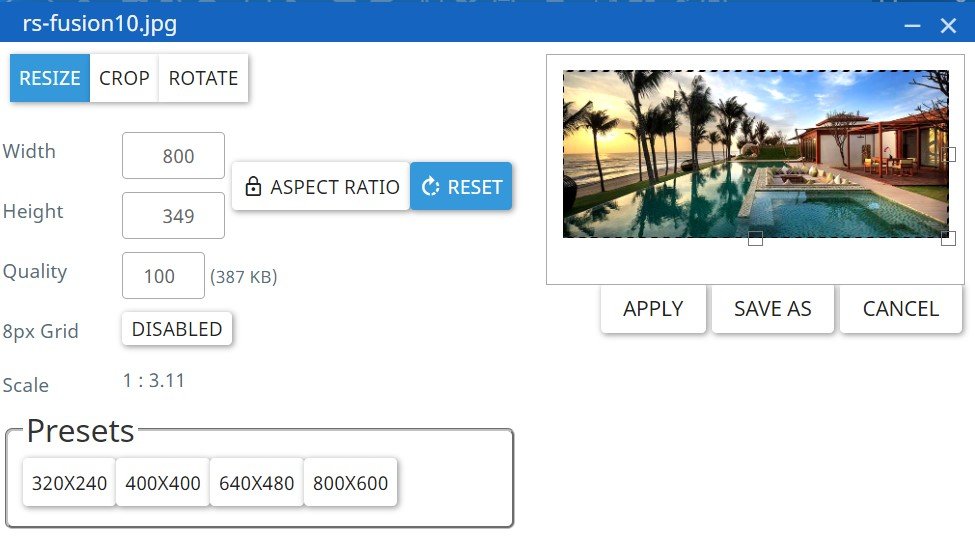 rs-fusion10.jpg
RESIZE CROP ROTATE
Width 800
ASPECT RATIO RESET
Height 349
Quality 100 (387 KB)
8px Grid DISABLED
Scale 1 : 3.11
APPLY SAVE AS CANCEL
Presets
320X240 400X400 640X480 800X600